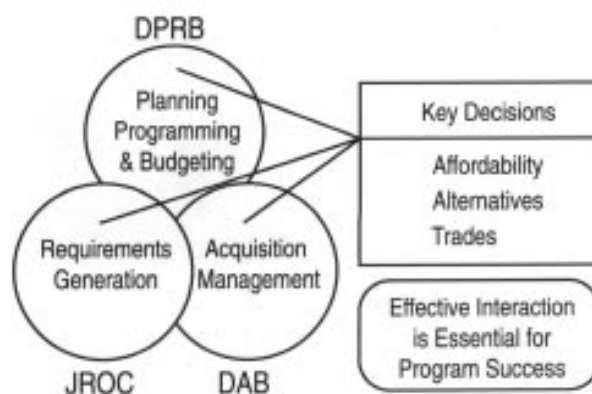 DPRB
Planning
Programming
& Budgeting
Requirements
Generation
Acquisition
Management
JROC
DAB
Key Decisions
Affordability
Alternatives
Trades
Effective Interaction
is Essential for
Program Success